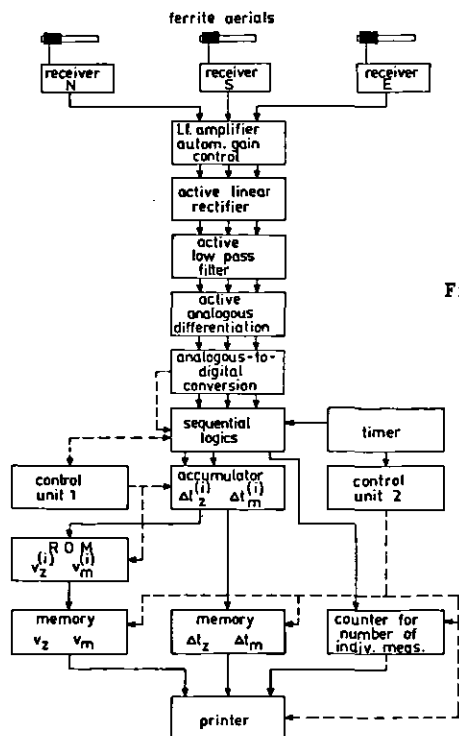 ferrite aerials
receiver
N
receiver
S
receiver
E
l.f. amplifier
autom. gain
control
active linear
rectifier
active
low pass
filter
Fi
active
analogous
differentiation
analogous-to-
digital
conversion
sequential
logics
timer
control
unit 1
accumulator
Δt_z^(i) Δt_m^(i)
control
unit 2
ROM
v_z^(i) v_m^(i)
memory
v_z v_m
memory
Δt_z Δt_m
counter for
number of
indiv. meas.
printer